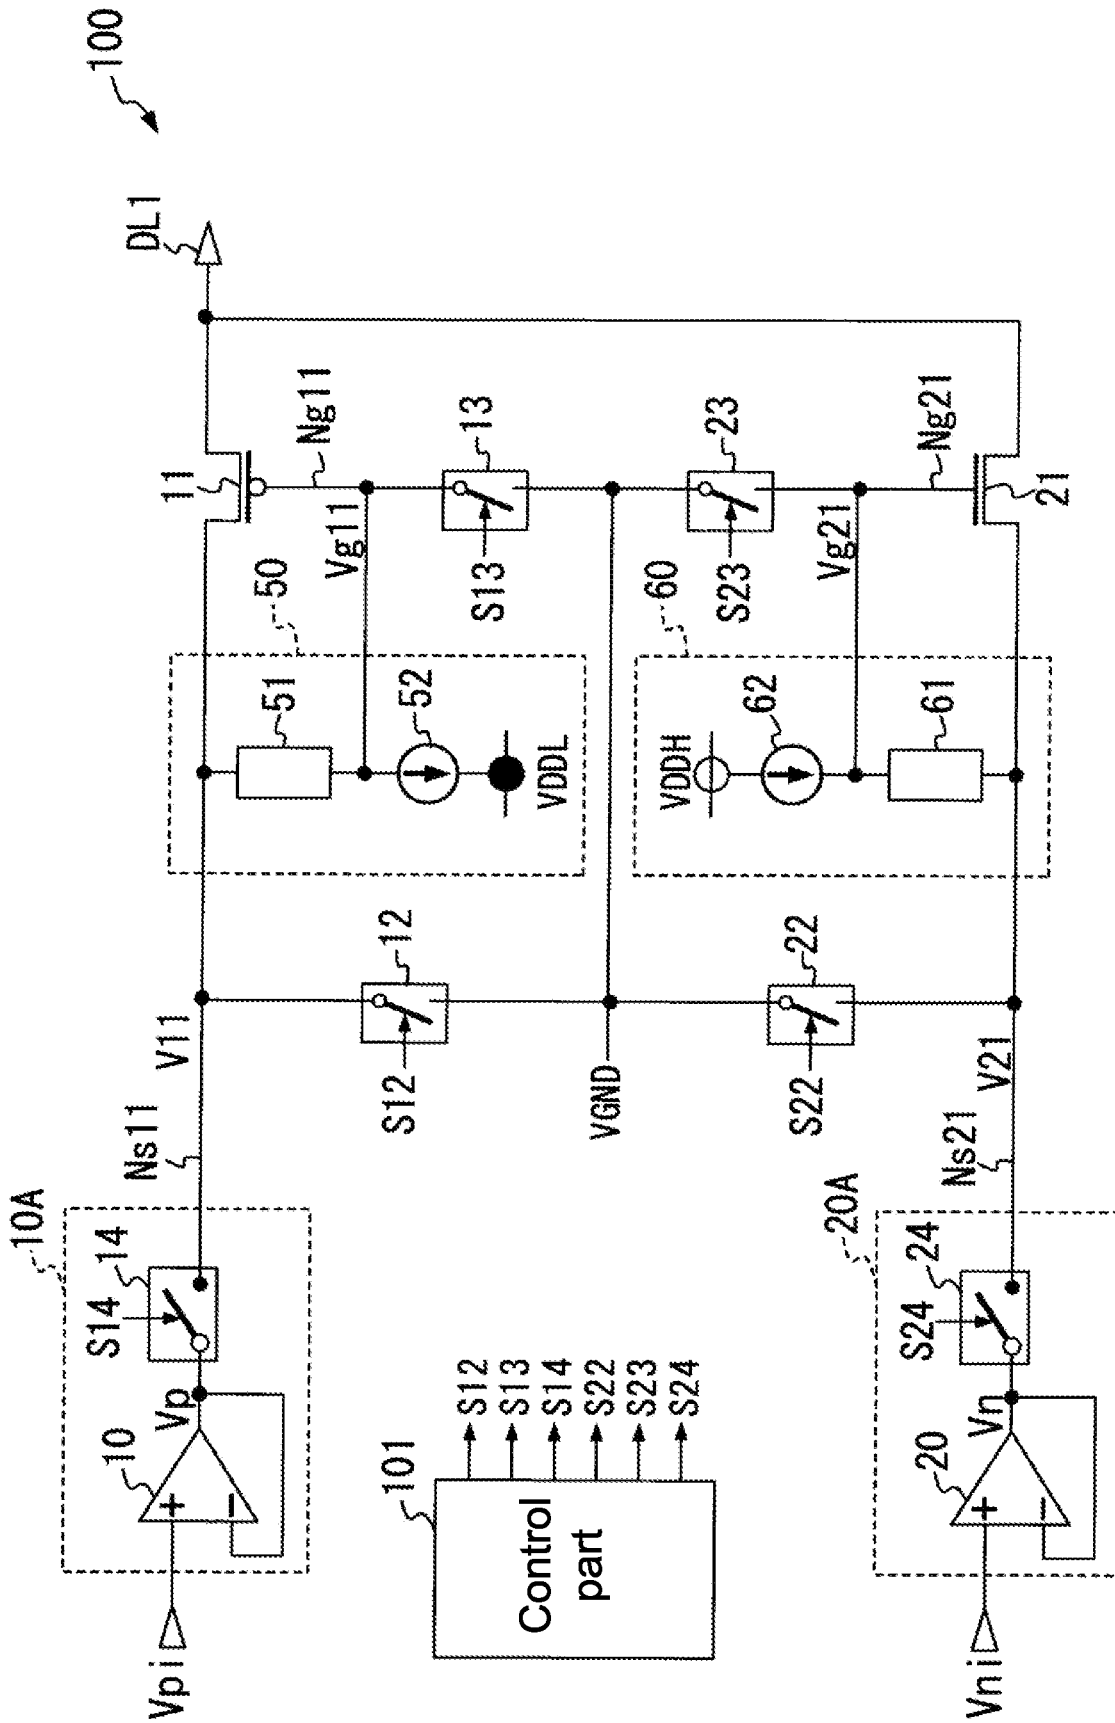 100
DL1
11
Ng11
13
23
Ng21
21
Vg11
S13
50
Vg21
S23
60
51
52
VDDL
VDDH
62
61
12
S12
22
S22
V11
VGND
V21
Ns11
Ns21
10A
14
S14
20A
24
S24
Vp
10
+
−
Vpi
101
Control
part
S12
S13
S14
S22
S23
S24
Vn
20
+
−
Vni